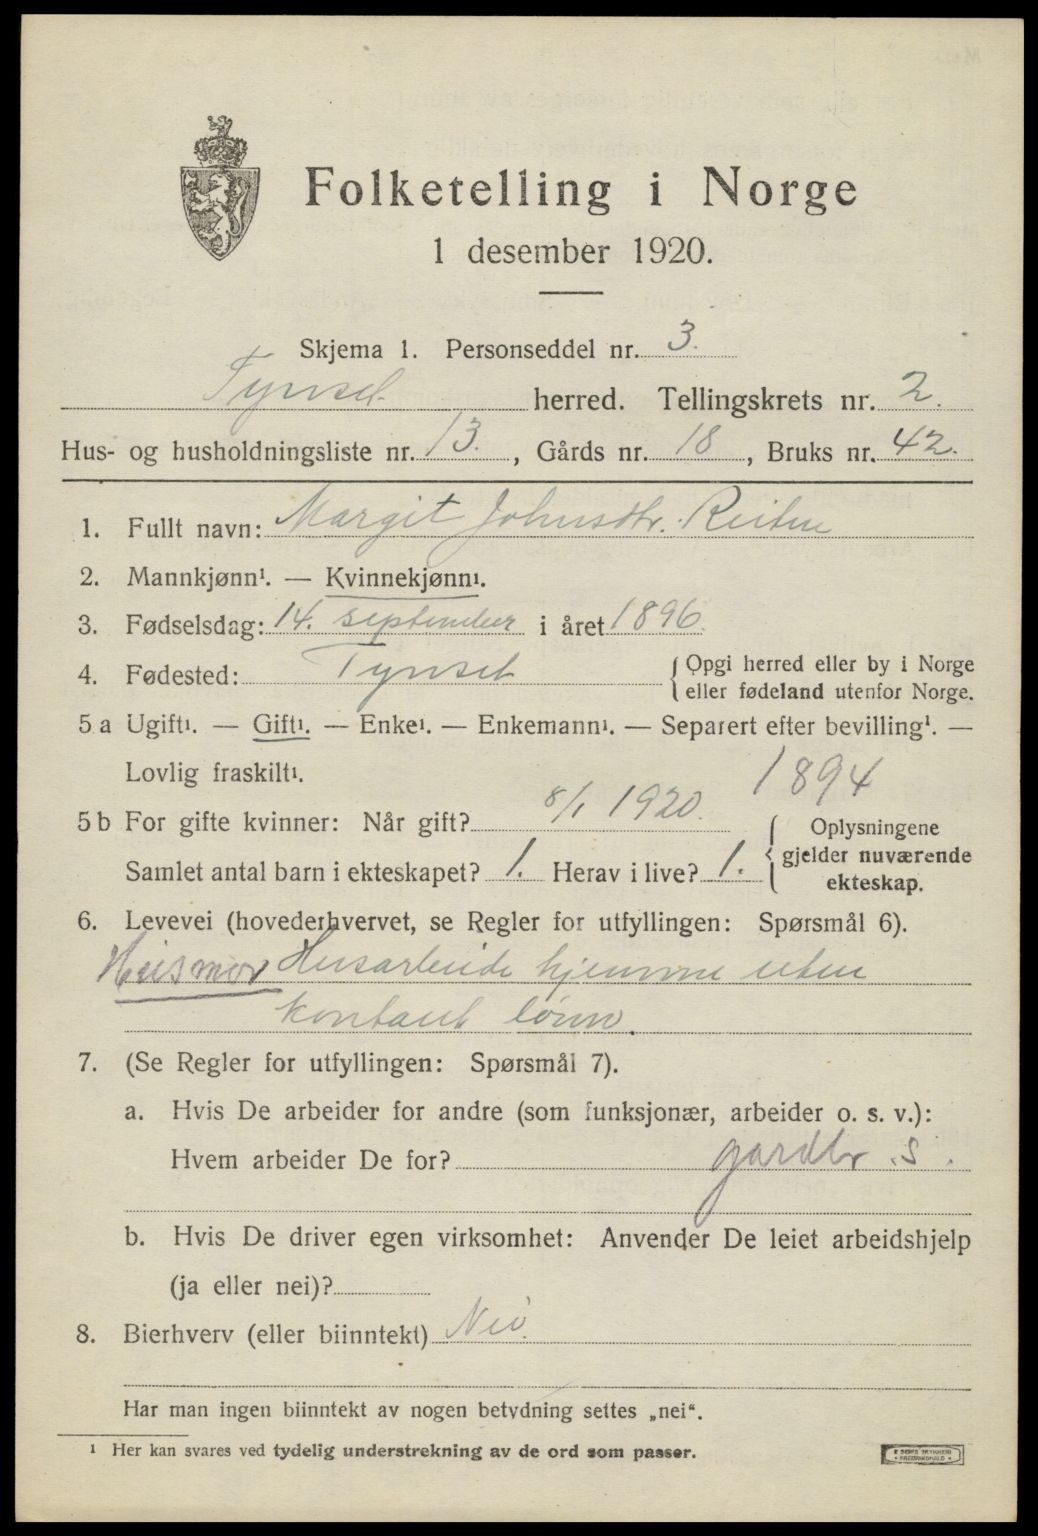 Folketelling i Norge
1 desember 1920.
Skjema 1. Personseddel nr. 3.
Tynset herred. Tellingskrets nr. 2.
Hus- og husholdningsliste nr. 13., Gårds nr. 18, Bruks nr. 42.
1. Fullt navn: Margit Johnsdtr. Reiten
2. Mannkjønn¹. — Kvinnekjønn¹.
3. Fødselsdag: 14. september i året 1896.
4. Fødested: Tynset { Opgi herred eller by i Norge
eller fødeland utenfor Norge.
5 a Ugift¹. — Gift¹. — Enke¹. — Enkemann¹. — Separert efter bevilling¹. —
Lovlig fraskilt¹.
1894
5 b For gifte kvinner: Når gift? 8/1 1920.
Samlet antal barn i ekteskapet? 1. Herav i live? 1.
{ Oplysningene
gjelder nuværende
ekteskap.
6. Levevei (hovederhvervet, se Regler for utfyllingen: Spørsmål 6).
Husmor Husarbeide hjemme uten
kontant lønn.
7. (Se Regler for utfyllingen: Spørsmål 7).
a. Hvis De arbeider for andre (som funksjonær, arbeider o. s. v.):
Hvem arbeider De for? gardbr. s.
b. Hvis De driver egen virksomhet: Anvender De leiet arbeidshjelp
(ja eller nei)?
8. Bierhverv (eller biinntekt) Nei
Har man ingen biinntekt av nogen betydning settes „nei“.
¹ Her kan svares ved tydelig understrekning av de ord som passer.